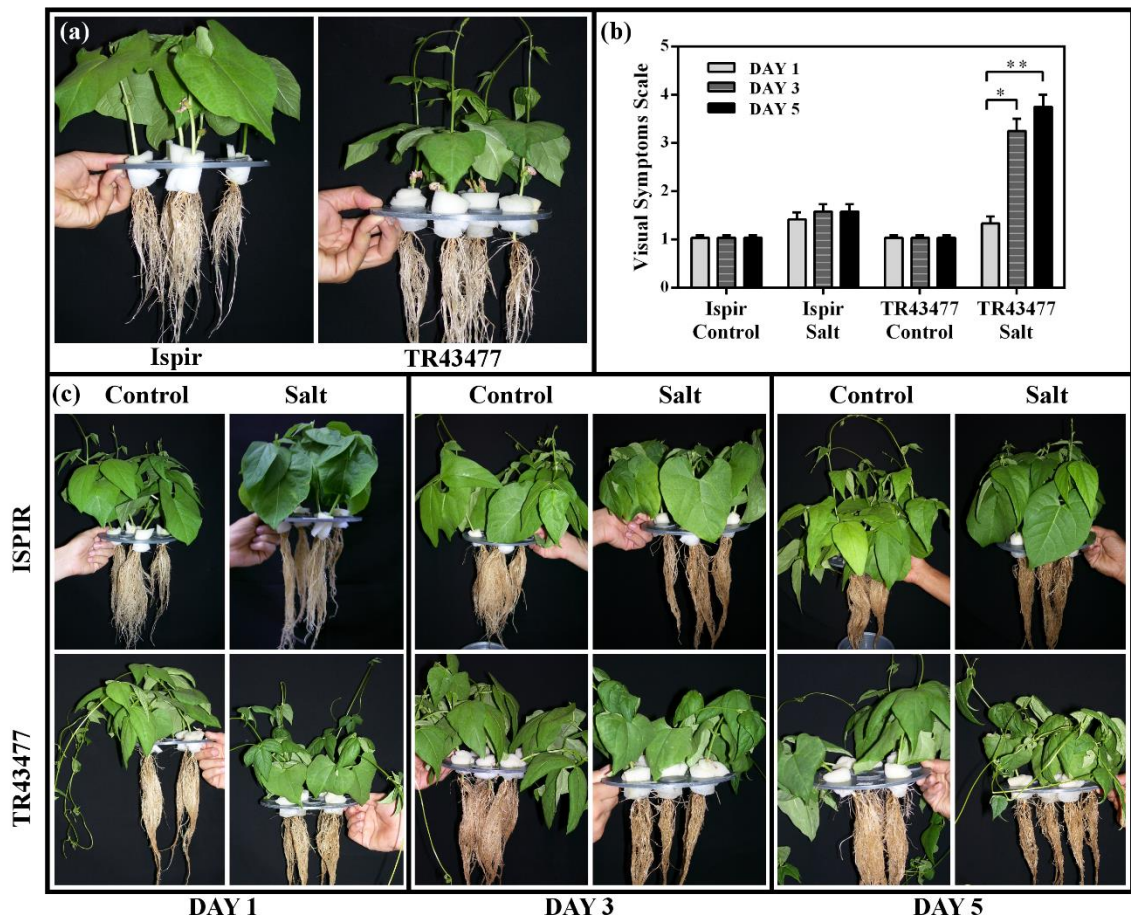 (a)
Ispir
TR43477
(b)
Visual Symptoms Scale
5
4
3
2
1
0
DAY 1
DAY 3
DAY 5
*
**
Ispir
Control
Ispir
Salt
TR43477
Control
TR43477
Salt
(c)
Control
Salt
Control
Salt
Control
Salt
ISPIR
TR43477
DAY 1
DAY 3
DAY 5